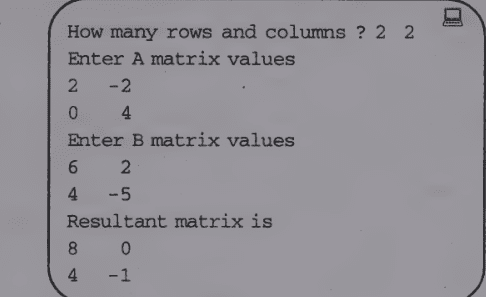 How many rows and columns ? 2 2
Enter A matrix values
2 -2
0 4
Enter B matrix values
6 2
4 -5
Resultant matrix is
8 0
4 -1